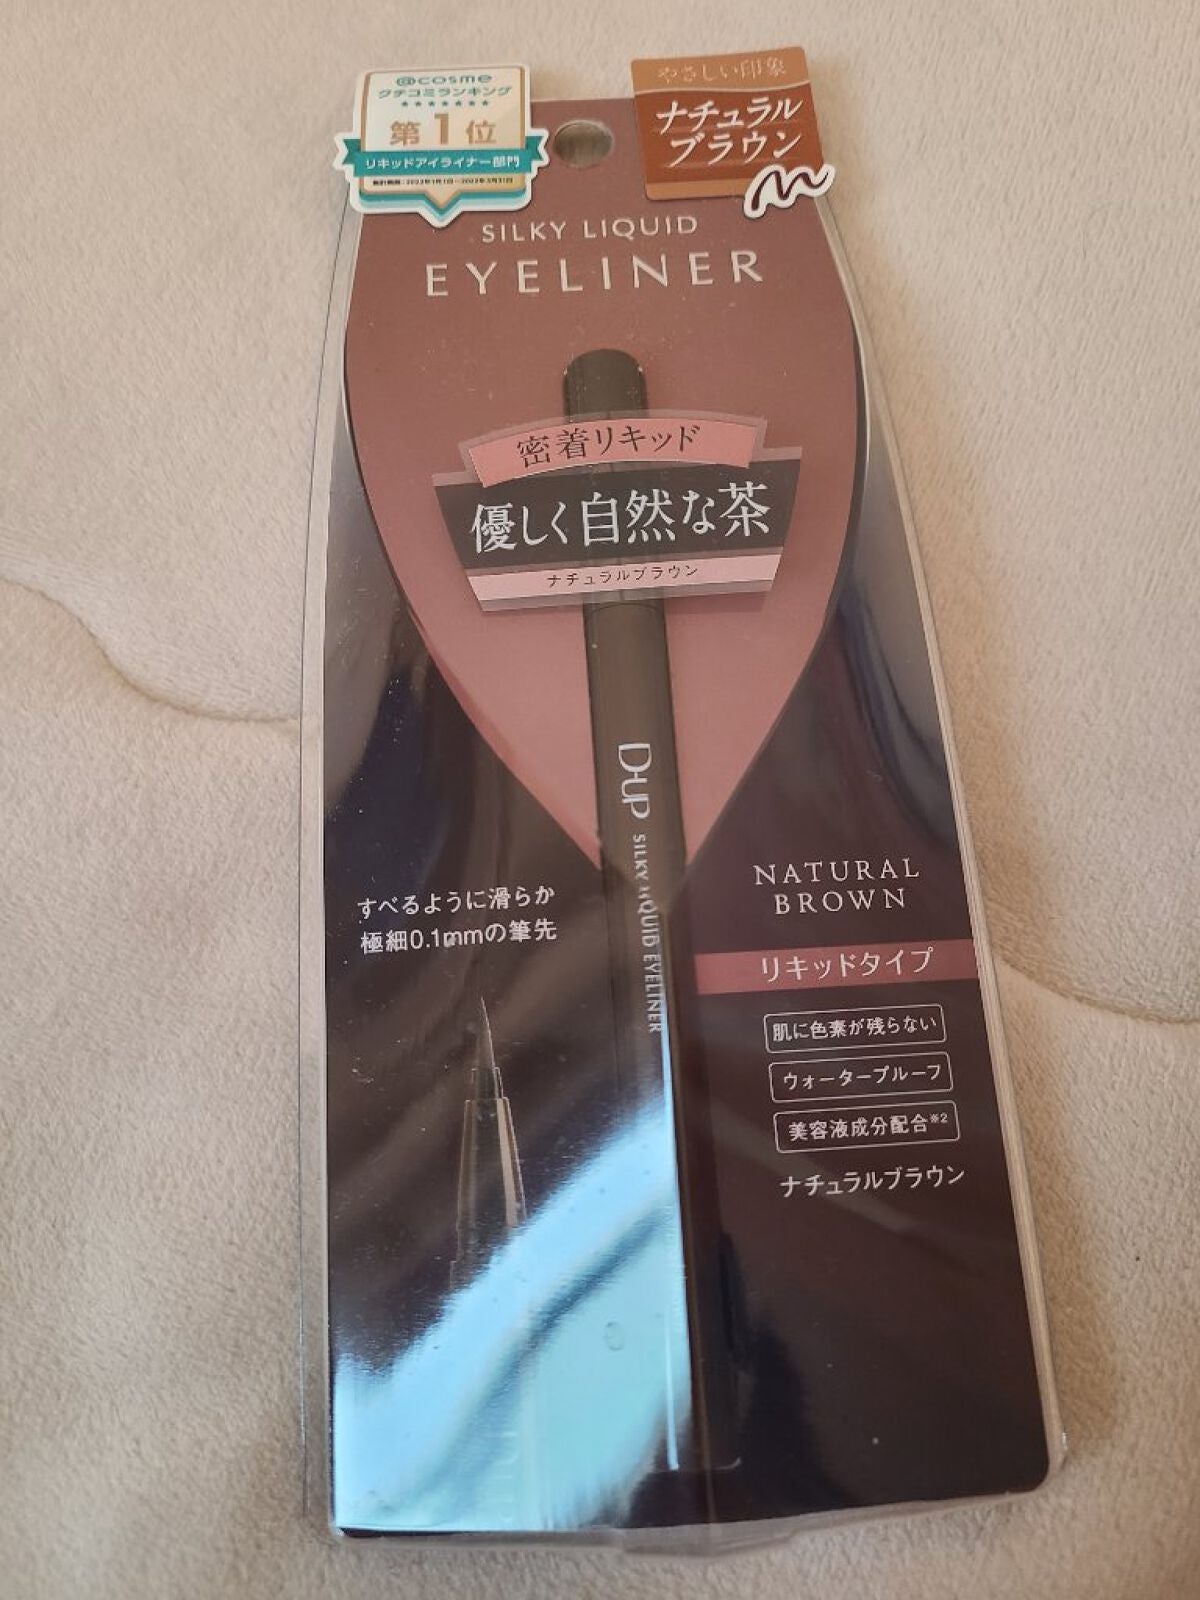 @cosme
クチコミランキング
★★★★★★★
第1位
リキッドアイライナー部門
やさしい印象
ナチュラル
ブラウン
SILKY LIQUID
EYELINER
密着リキッド
優しく自然な茶
ナチュラルブラウン
D-UP SILKY LIQUID EYELINER
すべるように滑らか
極細0.1mmの筆先
NATURAL
BROWN
リキッドタイプ
肌に色素が残らない
ウォータープルーフ
美容液成分配合※2
ナチュラルブラウン